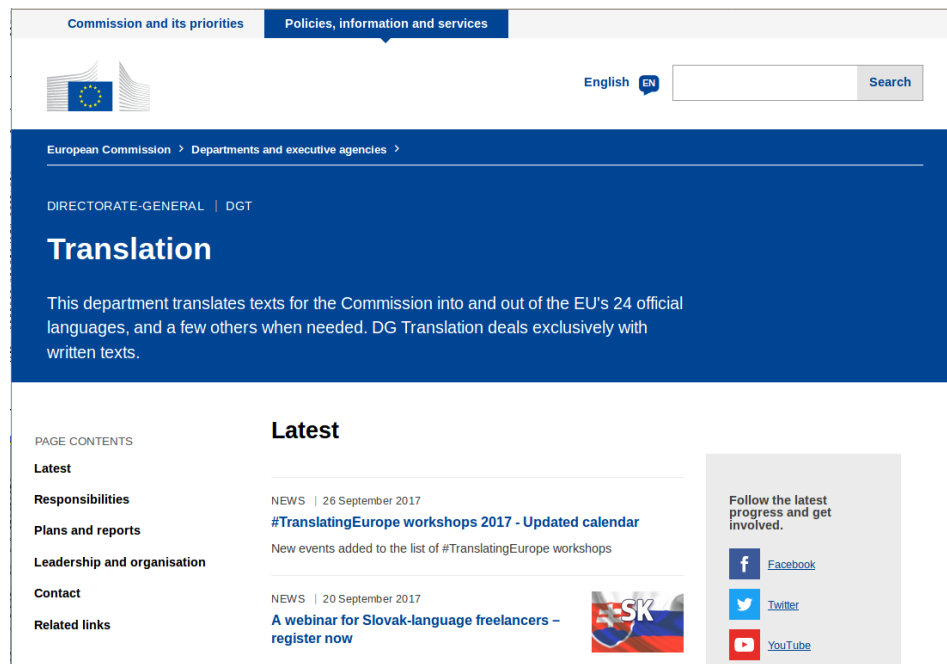 Commission and its priorities
Policies, information and services
English EN
Search
European Commission > Departments and executive agencies >
DIRECTORATE-GENERAL | DGT
Translation
This department translates texts for the Commission into and out of the EU's 24 official
languages, and a few others when needed. DG Translation deals exclusively with
written texts.
PAGE CONTENTS
Latest
Responsibilities
Plans and reports
Leadership and organisation
Contact
Related links
Latest
NEWS | 26 September 2017
#TranslatingEurope workshops 2017 - Updated calendar
New events added to the list of #TranslatingEurope workshops
NEWS | 20 September 2017
A webinar for Slovak-language freelancers –
register now
SK
Follow the latest
progress and get
involved.
Facebook
Twitter
YouTube